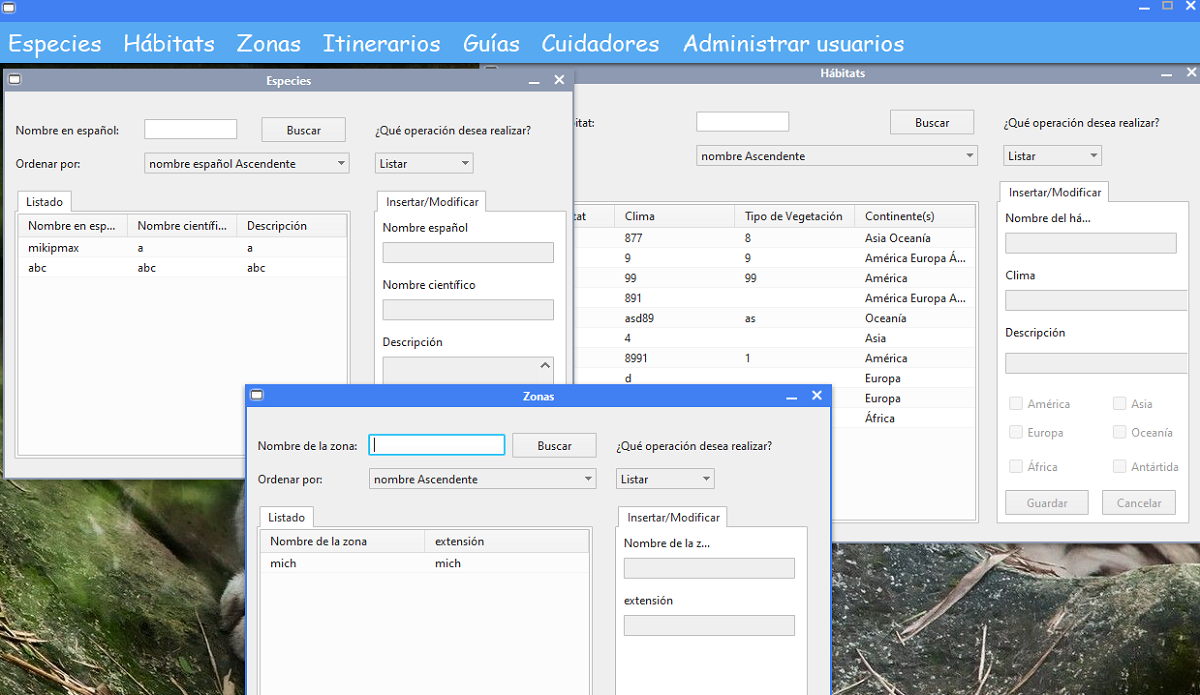 Especies Hábitats Zonas Itinerarios Guías Cuidadores Administrar usuarios
Especies
Nombre en español:
Buscar
¿Qué operación desea realizar?
Ordenar por:
nombre español Ascendente
Listar
Listado
Nombre en esp... Nombre científi... Descripción
mikipmax a a
abc abc abc
Insertar/Modificar
Nombre español
Nombre científico
Descripción
Hábitats
itat:
Buscar
¿Qué operación desea realizar?
nombre Ascendente
Listar
tat Clima Tipo de Vegetación Continente(s)
877 8 Asia Oceanía
9 9 América Europa Á...
99 99 América
891 América Europa A...
asd89 as Oceanía
4 Asia
8991 1 América
d Europa
Europa
África
Insertar/Modificar
Nombre del há...
Clima
Descripción
América Asia
Europa Oceanía
África Antártida
Guardar Cancelar
Zonas
Nombre de la zona:
Buscar
¿Qué operación desea realizar?
Ordenar por:
nombre Ascendente
Listar
Listado
Nombre de la zona extensión
mich mich
Insertar/Modificar
Nombre de la z...
extensión